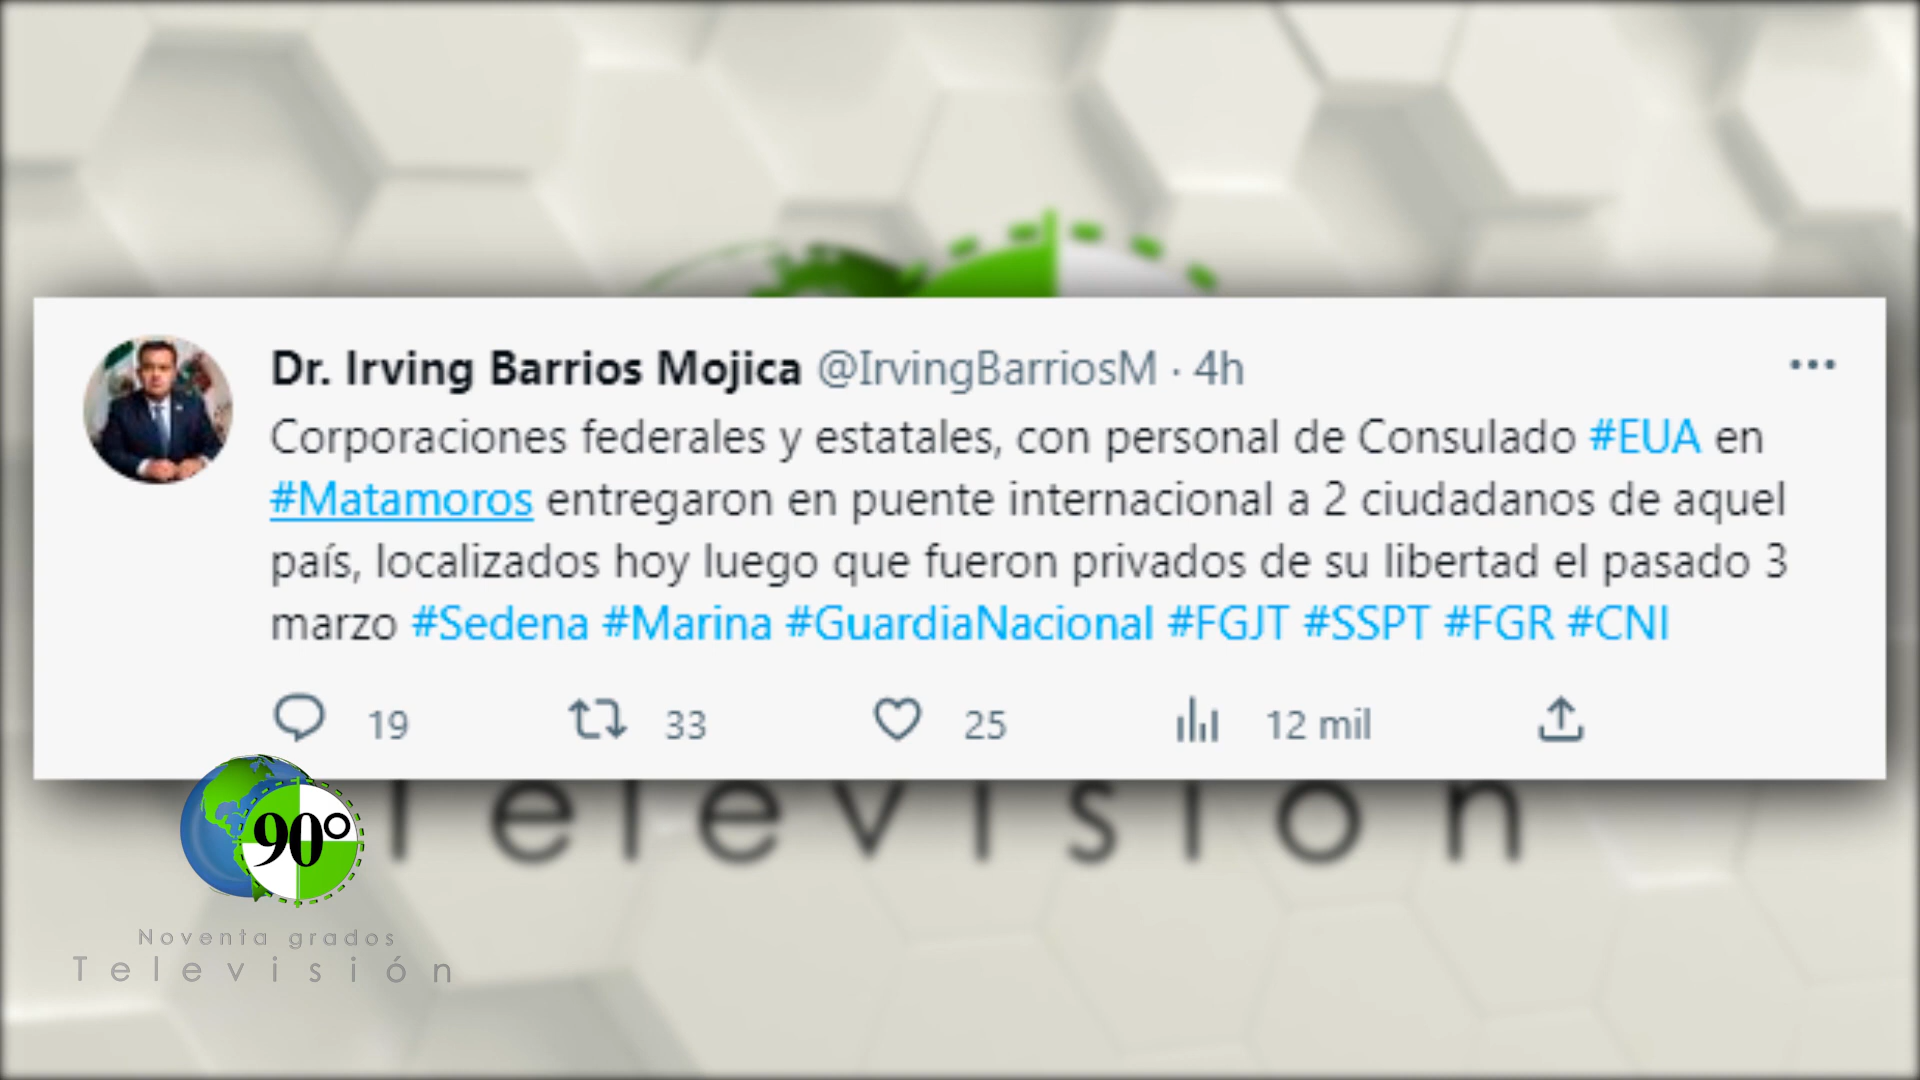 Dr. Irving Barrios Mojica @IrvingBarriosM · 4h
Corporaciones federales y estatales, con personal de Consulado #EUA en
#Matamoros entregaron en puente internacional a 2 ciudadanos de aquel
país, localizados hoy luego que fueron privados de su libertad el pasado 3
marzo #Sedena #Marina #GuardiaNacional #FGJT #SSPT #FGR #CNI
19 33 25 12 mil
Televisión
90°
Noventa grados
Televisión